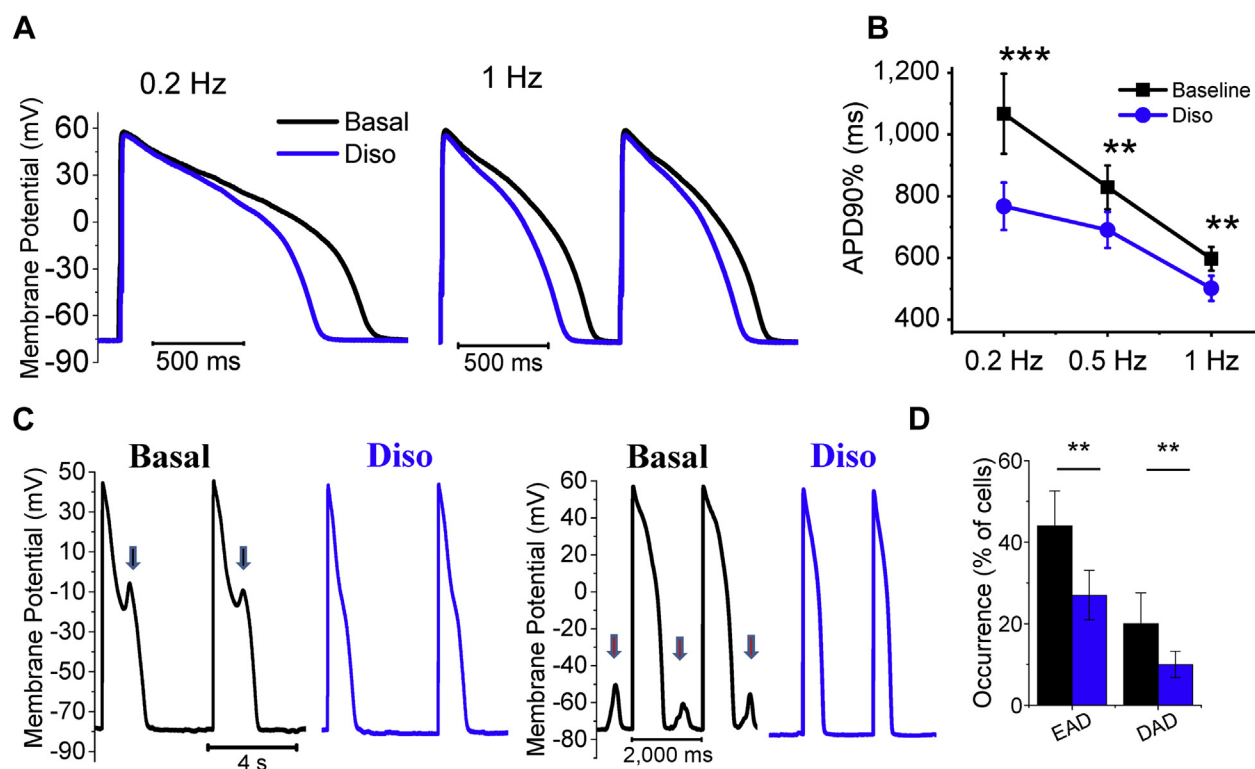 A
0.2 Hz
1 Hz
Basal
Diso
Membrane Potential (mV)
60
30
0
-30
-60
-90
500 ms
500 ms
B
***
**
**
Baseline
Diso
APD90% (ms)
1,200
1,000
800
600
400
0.2 Hz 0.5 Hz 1 Hz
C
Basal Diso
Membrane Potential (mV)
50
30
10
-10
-30
-50
-70
-90
4 s
Basal Diso
Membrane Potential (mV)
60
40
20
0
-20
-40
-60
-80
2,000 ms
D
** **
Occurrence (% of cells)
60
40
20
0
EAD DAD